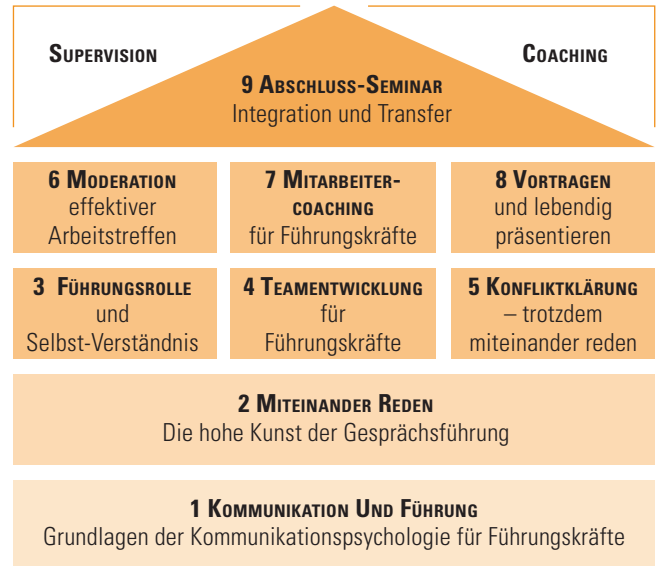 Supervision
Coaching
9 Abschluss-Seminar
Integration und Transfer
6 Moderation
effektiver
Arbeitstreffen
7 Mitarbeiter-
coaching
für Führungskräfte
8 Vortragen
und lebendig
präsentieren
3 Führungsrolle
und
Selbst-Verständnis
4 Teamentwicklung
für
Führungskräfte
5 Konfliktklärung
– trotzdem
miteinander reden
2 Miteinander Reden
Die hohe Kunst der Gesprächsführung
1 Kommunikation Und Führung
Grundlagen der Kommunikationspsychologie für Führungskräfte